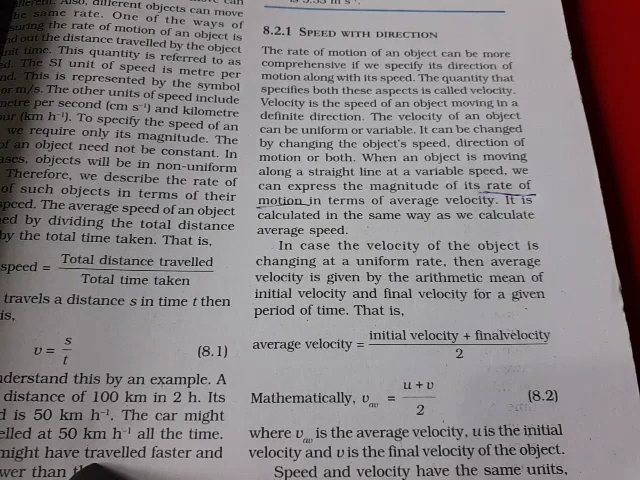 different. Also, different objects can move
the same rate. One of the ways of
measuring the rate of motion of an object is
find out the distance travelled by the object
unit time. This quantity is referred to as
The SI unit of speed is metre per
This is represented by the symbol
or m/s. The other units of speed include
metre per second (cm s⁻¹) and kilometre
(km h⁻¹). To specify the speed of an
we require only its magnitude. The
of an object need not be constant. In
objects will be in non-uniform
Therefore, we describe the rate of
of such objects in terms of their
speed. The average speed of an object
by dividing the total distance
by the total time taken. That is,
speed = Total distance travelled
Total time taken
travels a distance s in time t then
is,
υ = s
t
(8.1)
understand this by an example. A
distance of 100 km in 2 h. Its
is 50 km h⁻¹. The car might
at 50 km h⁻¹ all the time.
might have travelled faster and
than
8.2.1 SPEED WITH DIRECTION
The rate of motion of an object can be more
comprehensive if we specify its direction of
motion along with its speed. The quantity that
specifies both these aspects is called velocity.
Velocity is the speed of an object moving in a
definite direction. The velocity of an object
can be uniform or variable. It can be changed
by changing the object's speed, direction of
motion or both. When an object is moving
along a straight line at a variable speed, we
can express the magnitude of its rate of
motion in terms of average velocity. It is
calculated in the same way as we calculate
average speed.
In case the velocity of the object is
changing at a uniform rate, then average
velocity is given by the arithmetic mean of
initial velocity and final velocity for a given
period of time. That is,
average velocity = initial velocity + finalvelocity
2
Mathematically, υav = u + υ
2
(8.2)
where υav is the average velocity, u is the initial
velocity and υ is the final velocity of the object.
Speed and velocity have the same units,